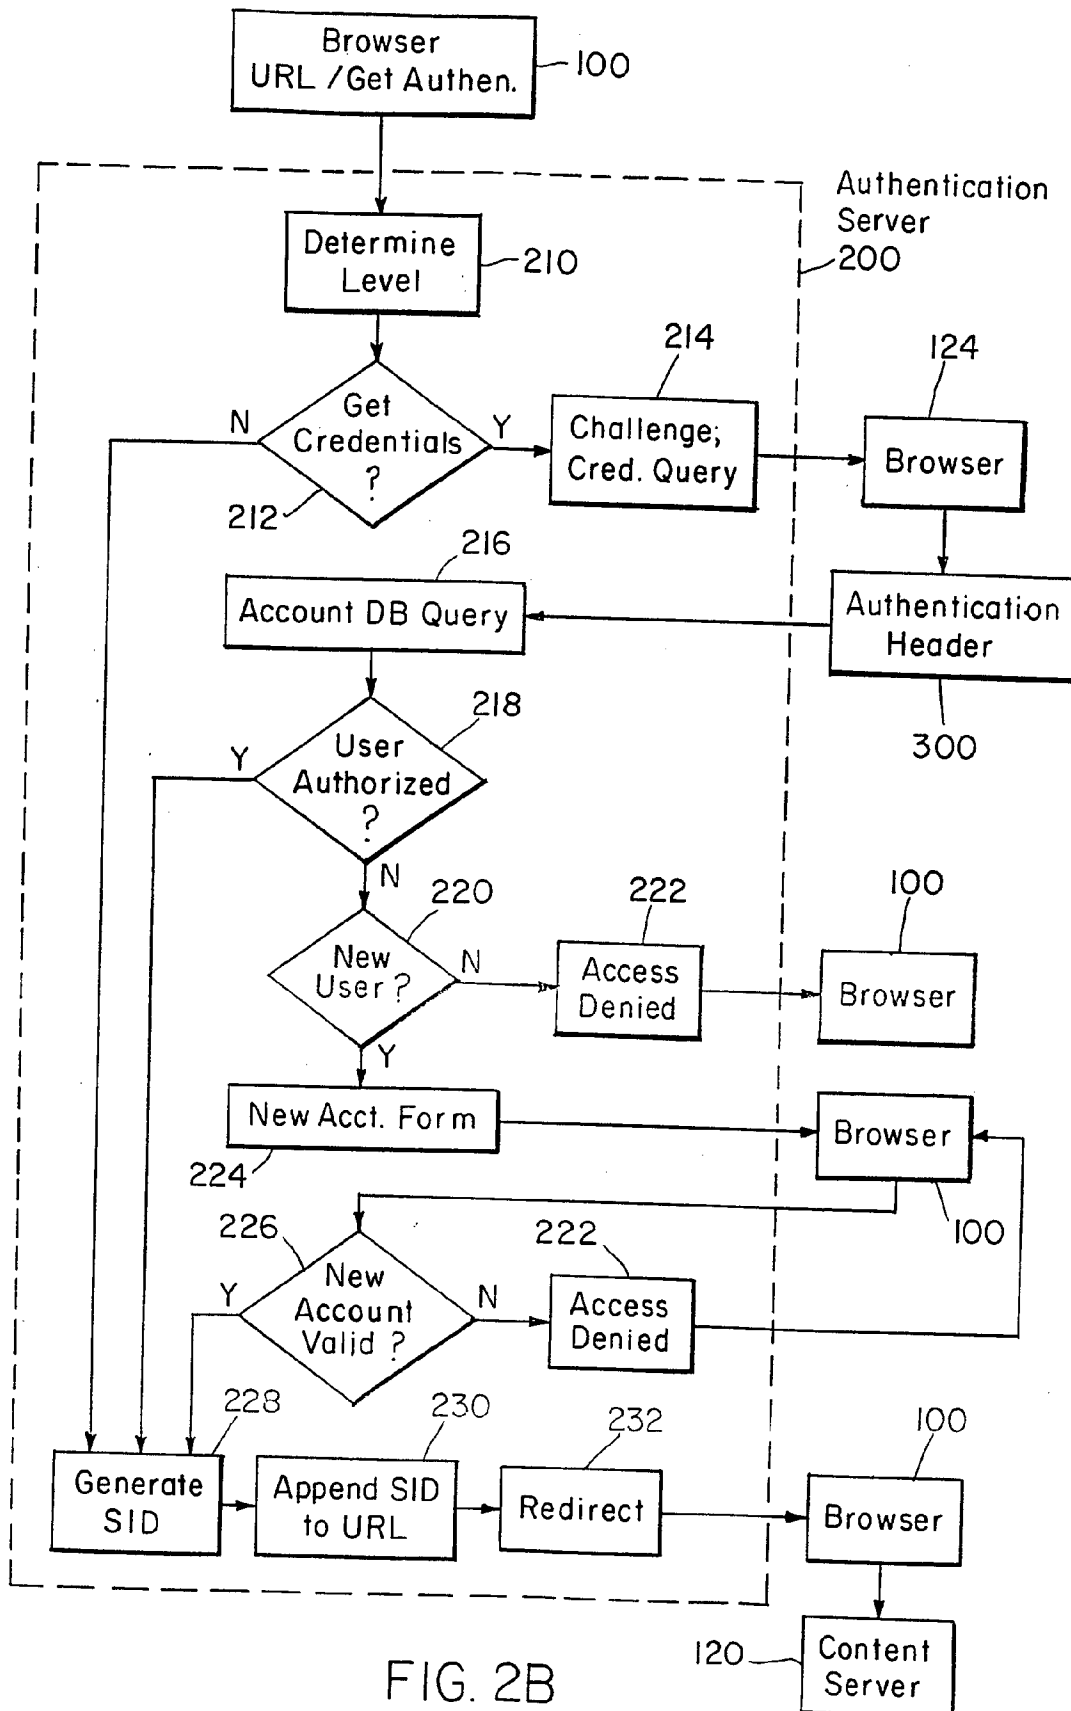 Browser
URL / Get Authen.
100
Authentication
Server
200
Determine
Level
210
214
124
N
Get
Credentials
?
Y
Challenge;
Cred. Query
Browser
212
216
Account DB Query
Authentication
Header
218
300
Y
User
Authorized
?
N
220
222
100
New
User ?
N
Access
Denied
Browser
Y
New Acct. Form
Browser
224
100
226
222
Y
New
Account
Valid ?
N
Access
Denied
228
230
232
100
Generate
SID
Append SID
to URL
Redirect
Browser
120
Content
Server
FIG. 2B